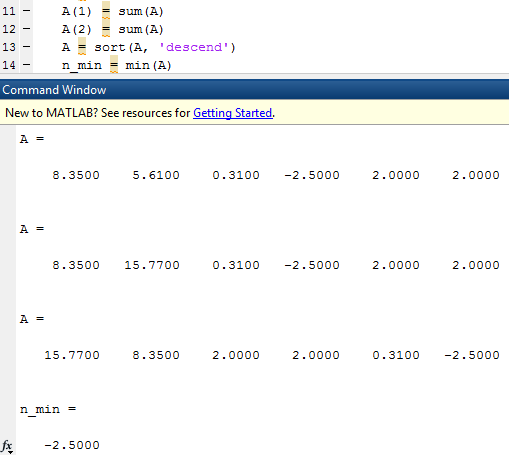 11 - A(1) = sum(A)
12 - A(2) = sum(A)
13 - A = sort(A, 'descend')
14 - n_min = min(A)
Command Window
New to MATLAB? See resources for Getting Started.
A =
8.3500 5.6100 0.3100 -2.5000 2.0000 2.0000
A =
8.3500 15.7700 0.3100 -2.5000 2.0000 2.0000
A =
15.7700 8.3500 2.0000 2.0000 0.3100 -2.5000
n_min =
fx -2.5000